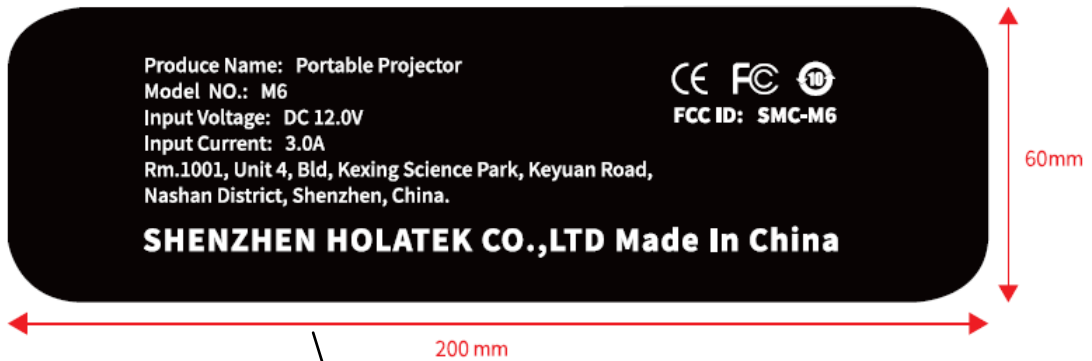 Produce Name: Portable Projector
Model NO.: M6
Input Voltage: DC 12.0V
Input Current: 3.0A
Rm.1001, Unit 4, Bld, Kexing Science Park, Keyuan Road,
Nashan District, Shenzhen, China.
SHENZHEN HOLATEK CO.,LTD Made In China
CE FC 10
FCC ID: SMC-M6
60mm
200 mm